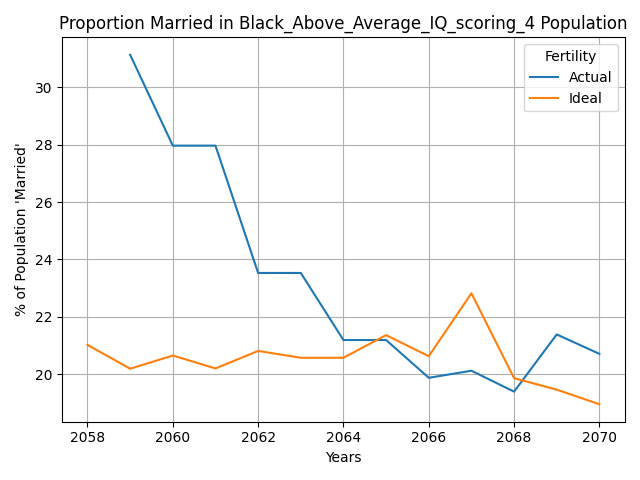 Proportion Married in Black_Above_Average_IQ_scoring_4 Population
Fertility
Actual
Ideal
% of Population 'Married'
30
28
26
24
22
20
2058 2060 2062 2064 2066 2068 2070
Years